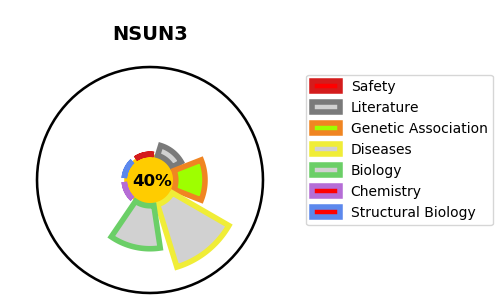 NSUN3
40%
Safety
Literature
Genetic Association
Diseases
Biology
Chemistry
Structural Biology